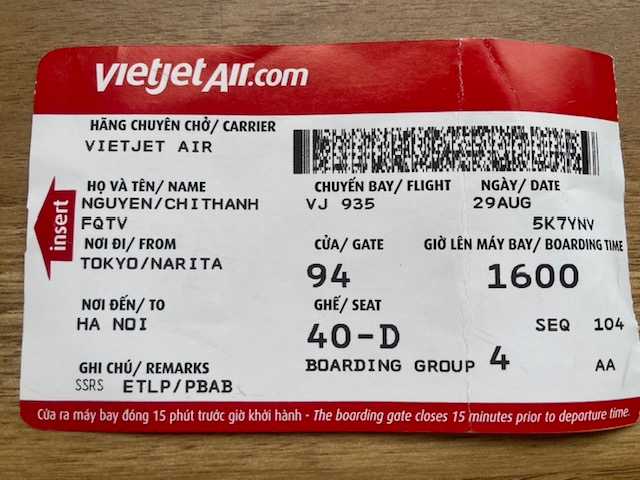 vietjetAir.com
HÃNG CHUYÊN CHỞ/ CARRIER
VIETJET AIR
HỌ VÀ TÊN/ NAME
NGUYEN/CHITHANH
FQTV
CHUYẾN BAY/ FLIGHT
VJ 935
NGÀY/ DATE
29AUG
5K7YNV
insert
NƠI ĐI/ FROM
TOKYO/NARITA
CỬA/ GATE
94
GIỜ LÊN MÁY BAY/ BOARDING TIME
1600
NƠI ĐẾN/ TO
HA NOI
GHẾ/ SEAT
40-D
SEQ 104
BOARDING GROUP 4
AA
GHI CHÚ/ REMARKS
SSRS ETLP/PBAB
Cửa ra máy bay đóng 15 phút trước giờ khởi hành - The boarding gate closes 15 minutes prior to departure time.